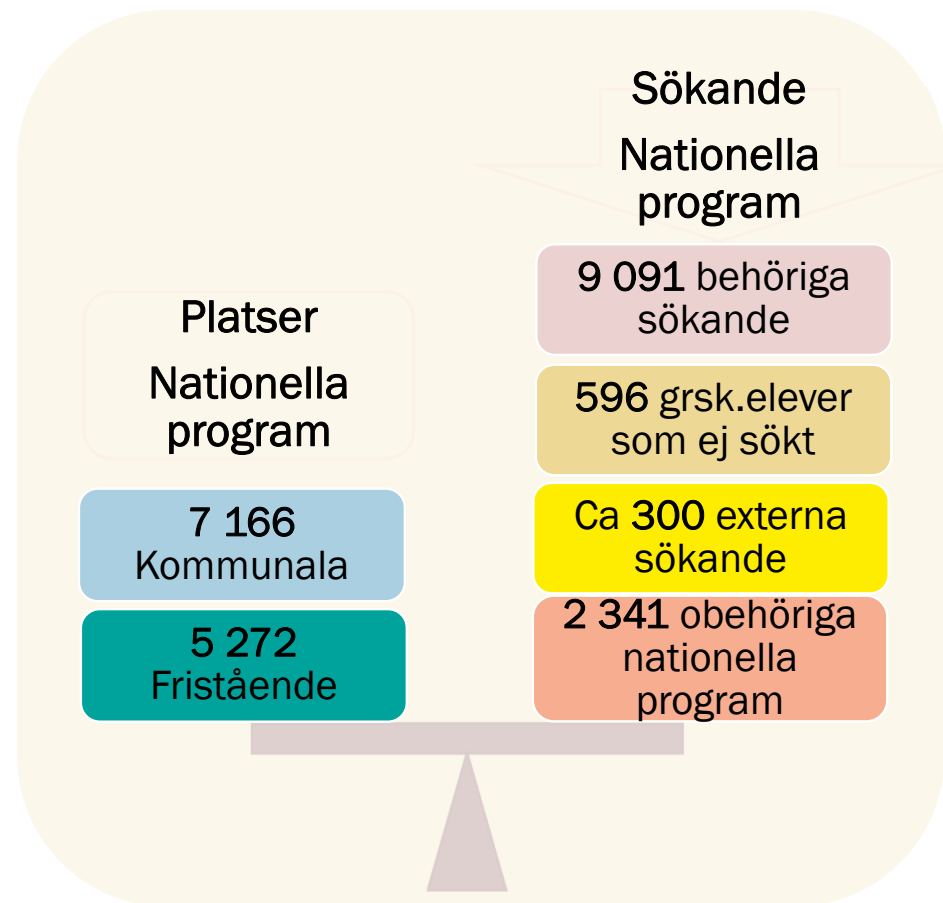 Platser
Nationella
program
7 166
Kommunala
5 272
Fristående
Sökande
Nationella
program
9 091 behöriga
sökande
596 grsk.elever
som ej sökt
Ca 300 externa
sökande
2 341 obehöriga
nationella
program